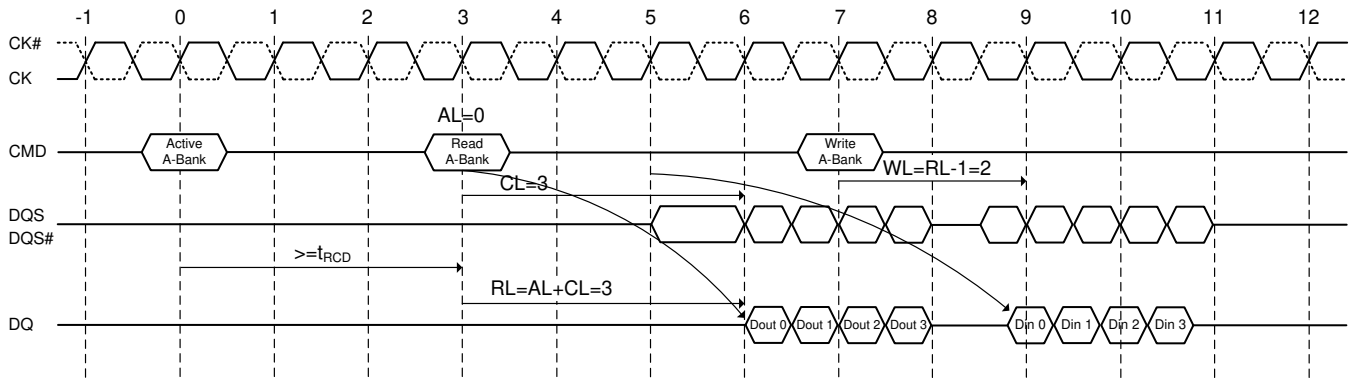 -1 0 1 2 3 4 5 6 7 8 9 10 11 12
CK#
CK
AL=0
CMD
Active
A-Bank
Read
A-Bank
Write
A-Bank
WL=RL-1=2
CL=3
DQS
DQS#
>=tRCD
RL=AL+CL=3
DQ
Dout 0 Dout 1 Dout 2 Dout 3 Din 0 Din 1 Din 2 Din 3